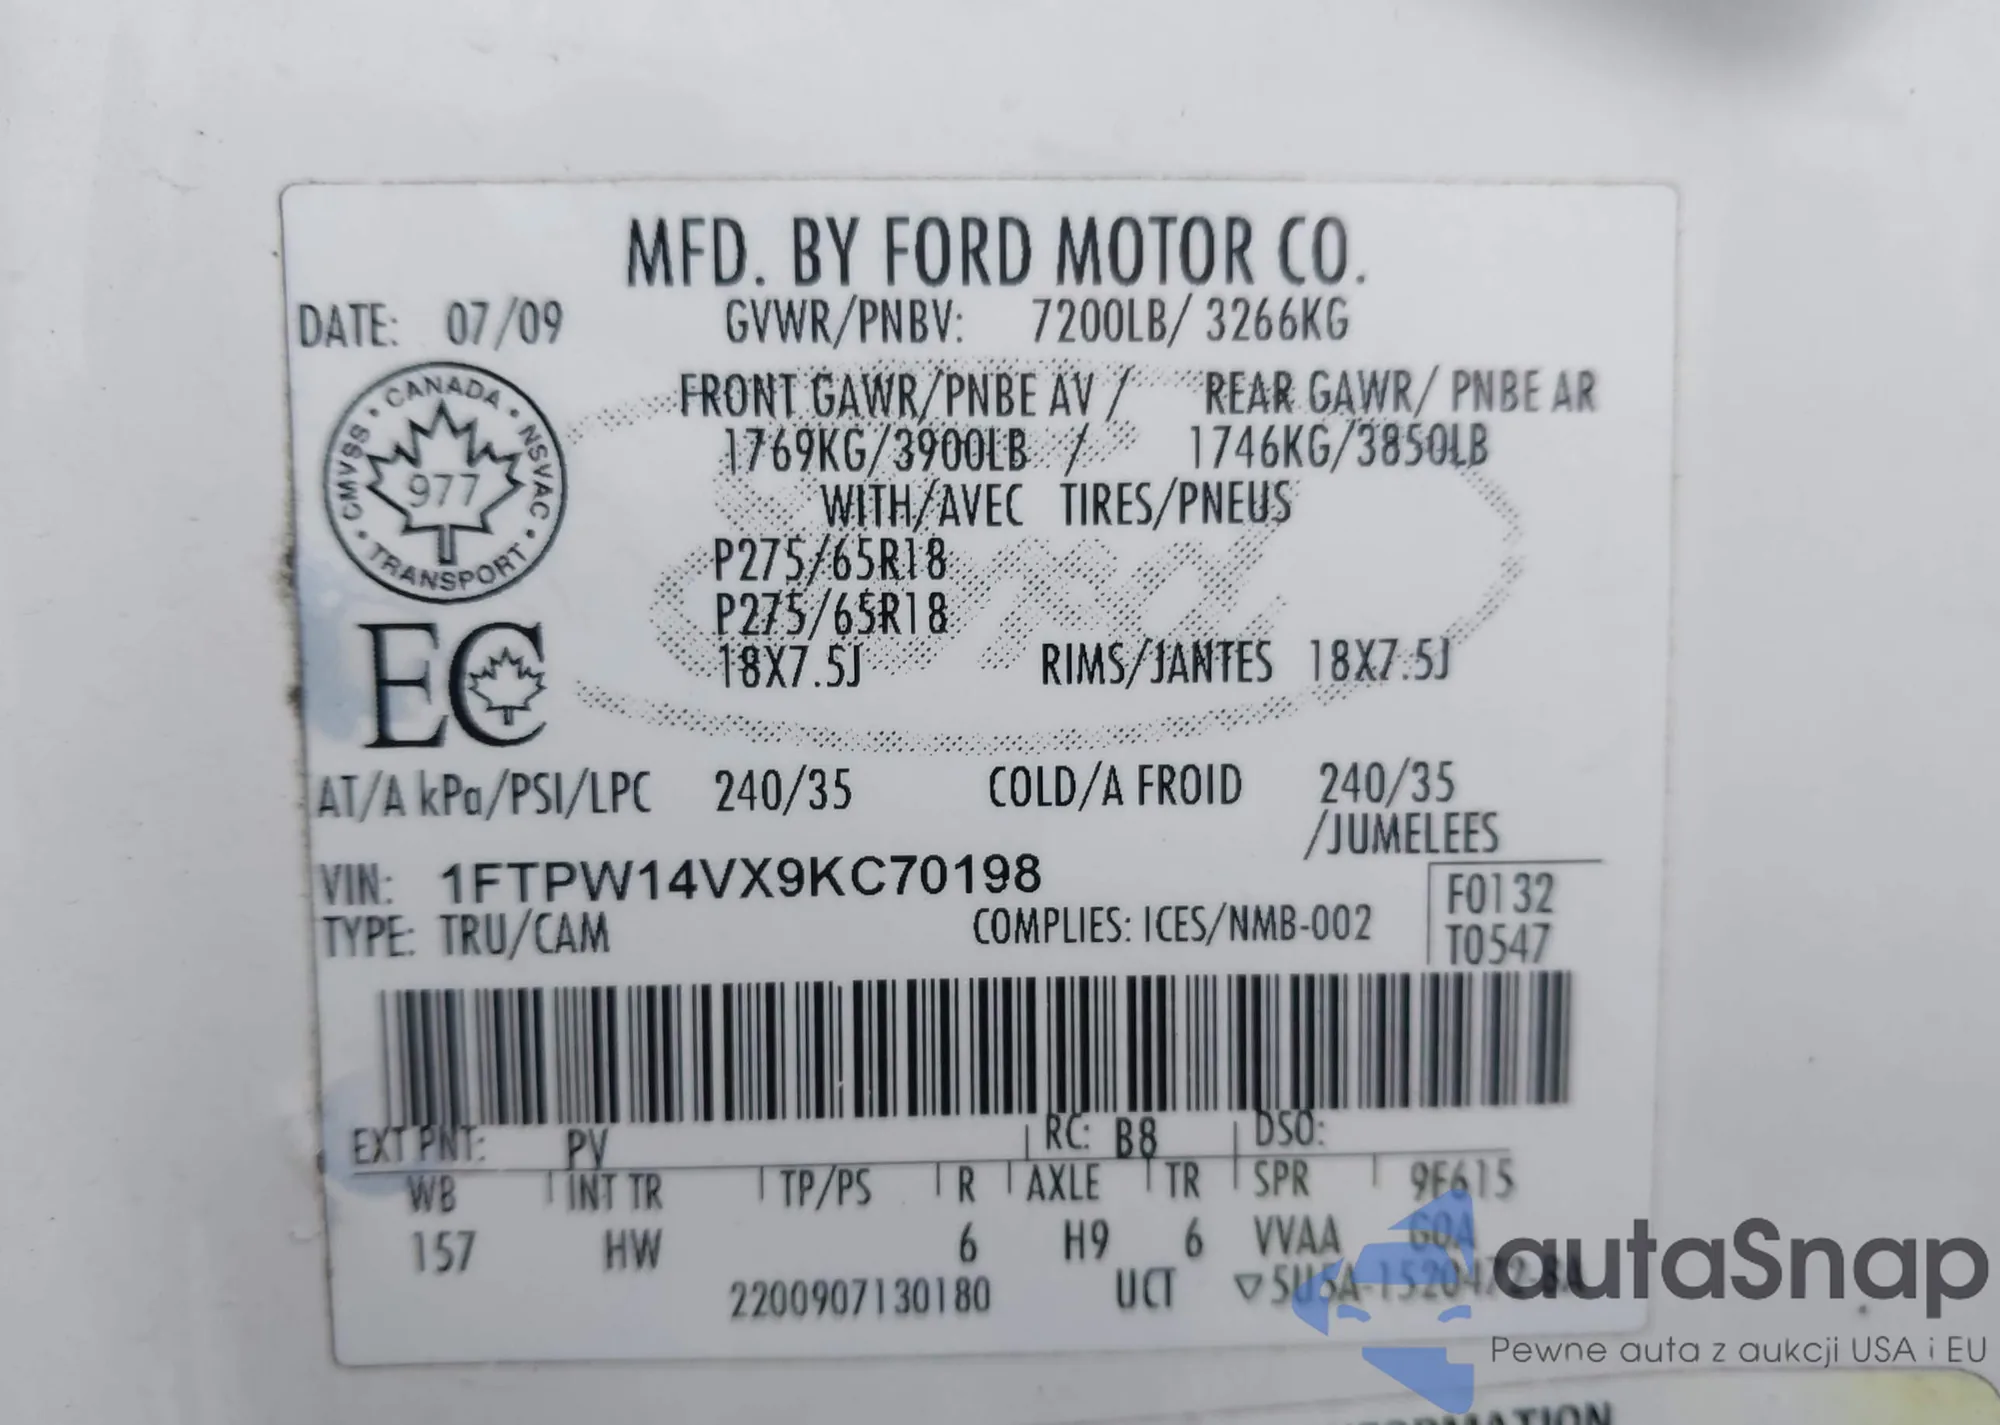 MFD. BY FORD MOTOR CO.
DATE: 07/09 GVWR/PNBV: 7200LB/ 3266KG
FRONT GAWR/PNBE AV / REAR GAWR/ PNBE AR
1769KG/3900LB / 1746KG/3850LB
WITH/AVEC TIRES/PNEUS
P275/65R18
P275/65R18
18X7.5J RIMS/JANTES 18X7.5J
CANADA
CMVSS
NSVAC
977
TRANSPORT
EC
AT/A kPa/PSI/LPC 240/35 COLD/A FROID 240/35
/JUMELEES
VIN: 1FTPW14VX9KC70198
TYPE: TRU/CAM COMPLIES: ICES/NMB-002
F0132
T0547
EXT PNT: PV RC: B8 DSO:
WB INT TR TP/PS R AXLE TR SPR 9F615
157 HW 6 H9 6 VVAA GOA
2200907130180 UCT
autaSnap
Pewne auta z aukcji USA i EU